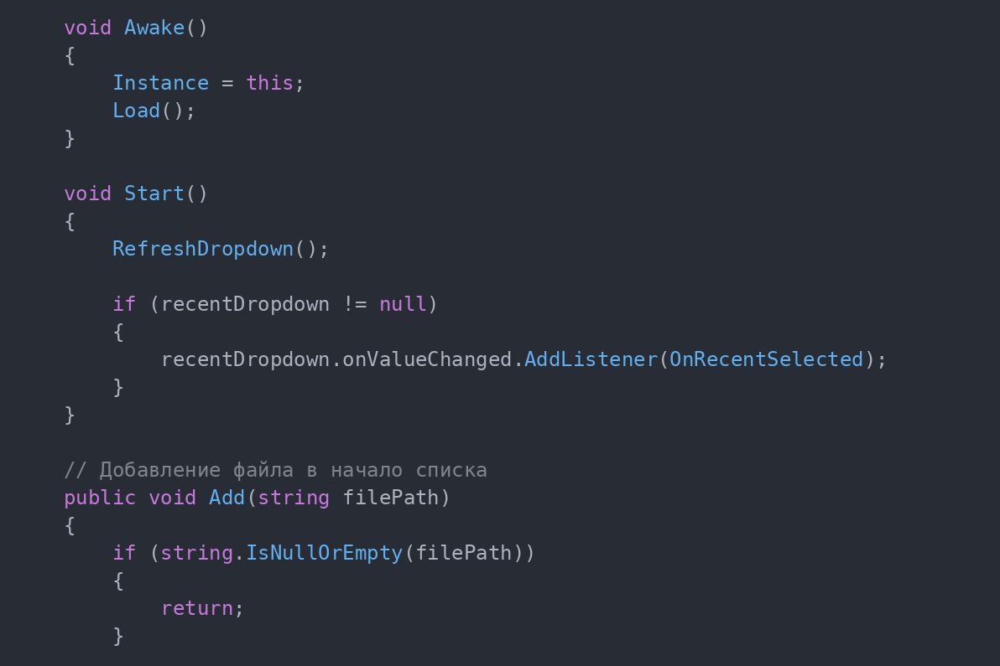 void Awake()
{
    Instance = this;
    Load();
}

void Start()
{
    RefreshDropdown();

    if (recentDropdown != null)
    {
        recentDropdown.onValueChanged.AddListener(OnRecentSelected);
    }
}

// Добавление файла в начало списка
public void Add(string filePath)
{
    if (string.IsNullOrEmpty(filePath))
    {
        return;
    }